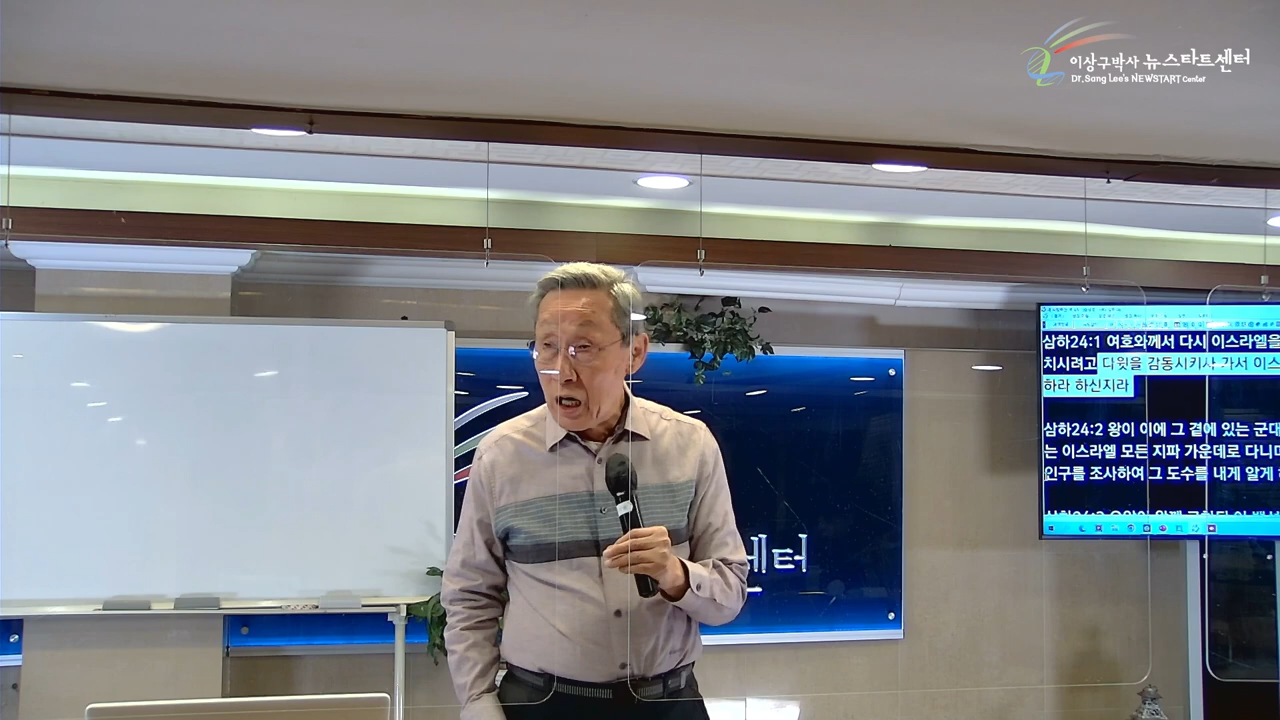 이상구박사 뉴스타트센터
Dr. Sang Lee's NEWSTART Center
삼하24:1 여호와께서 다시 이스라엘을
치시려고 다윗을 감동시키사 가서 이스
하라 하신지라
삼하24:2 왕이 이에 그 곁에 있는 군대
는 이스라엘 모든 지파 가운데로 다니며
인구를 조사하여 그 도수를 내게 알게
센터